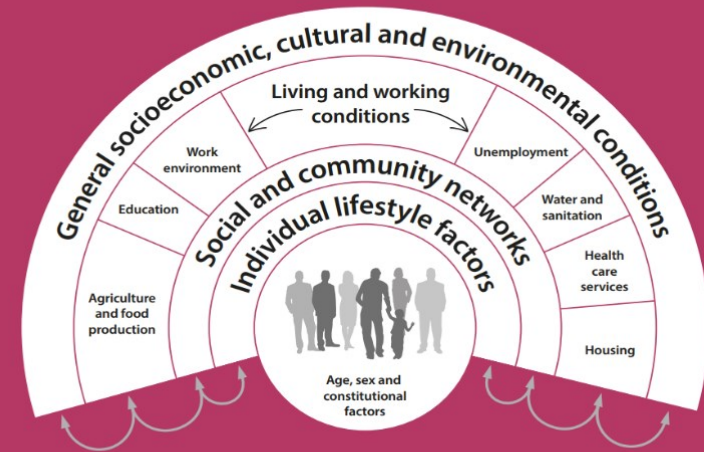 General socioeconomic, cultural and environmental conditions
Living and working
conditions
Work
environment
Unemployment
Education
Water and
sanitation
Agriculture
and food
production
Health
care
services
Housing
Social and community networks
Individual lifestyle factors
Age, sex and
constitutional
factors